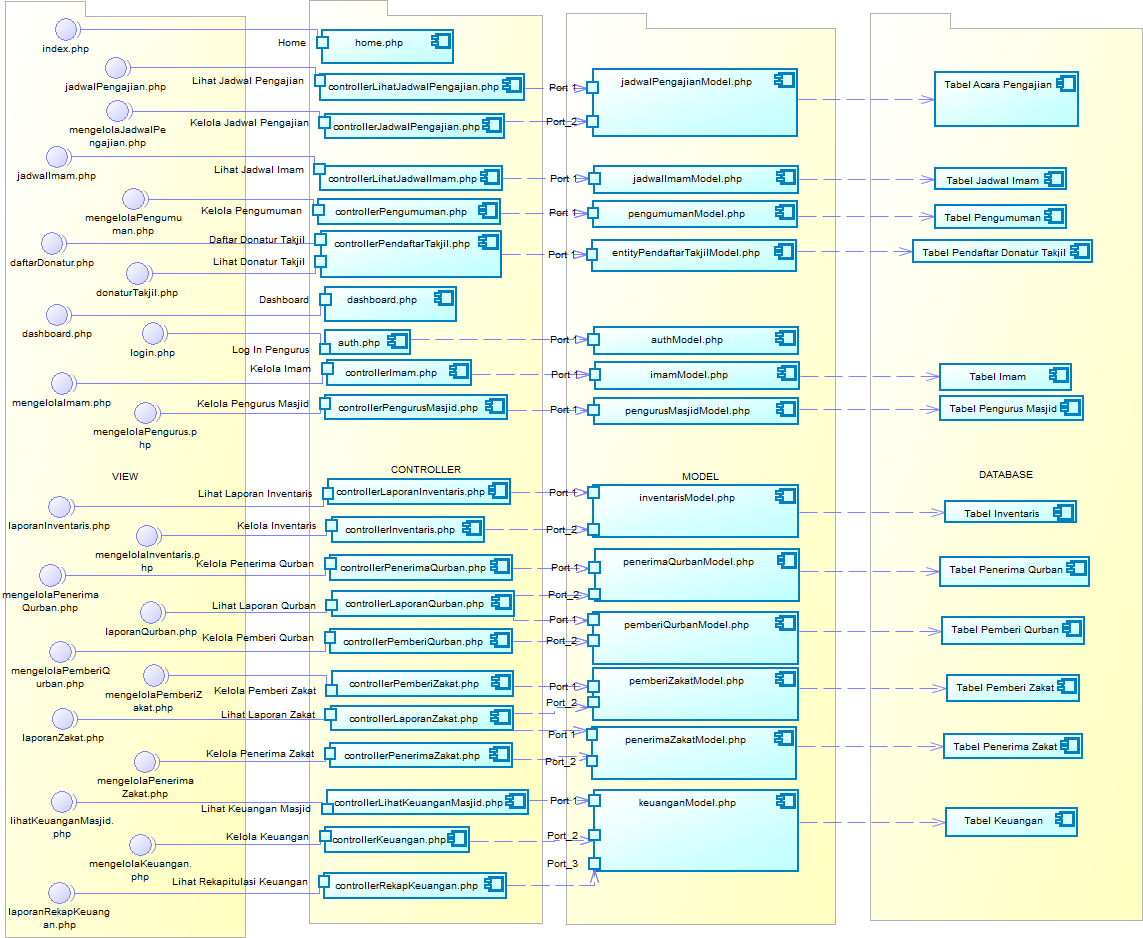 index.php
jadwalPengajian.php
mengelolaJadwalPe
ngajian.php
jadwalImam.php
mengelolaPengumu
man.php
daftarDonatur.php
donaturTakjil.php
dashboard.php
login.php
mengelolaImam.php
mengelolaPengurus.p
hp
VIEW
laporanInventaris.php
mengelolaInventaris.p
hp
mengelolaPenerima
Qurban.php
laporanQurban.php
mengelolaPemberiQ
urban.php
mengelolaPemberiZ
akat.php
laporanZakat.php
mengelolaPenerima
Zakat.php
lihatKeuanganMasjid.
php
mengelolaKeuangan.
php
laporanRekapKeuang
an.php
Home
Lihat Jadwal Pengajian
Kelola Jadwal Pengajian
Lihat Jadwal Imam
Kelola Pengumuman
Daftar Donatur Takjil
Lihat Donatur Takjil
Dashboard
Log In Pengurus
Kelola Imam
Kelola Pengurus Masjid
Lihat Laporan Inventaris
Kelola Inventaris
Kelola Penerima Qurban
Lihat Laporan Qurban
Kelola Pemberi Qurban
Kelola Pemberi Zakat
Lihat Laporan Zakat
Kelola Penerima Zakat
Lihat Keuangan Masjid
Kelola Keuangan
Lihat Rekapitulasi Keuangan
home.php
controllerLihatJadwalPengajian.php
controllerJadwalPengajian.php
controllerLihatJadwalImam.php
controllerPengumuman.php
controllerPendaftarTakjil.php
dashboard.php
auth.php
controllerImam.php
controllerPengurusMasjid.php
CONTROLLER
controllerLaporanInventaris.php
controllerInventaris.php
controllerPenerimaQurban.php
controllerLaporanQurban.php
controllerPemberiQurban.php
controllerPemberiZakat.php
controllerLaporanZakat.php
controllerPenerimaZakat.php
controllerLihatKeuanganMasjid.php
controllerKeuangan.php
controllerRekapKeuangan.php
Port 1
Port_2
Port 1
Port 1
Port 1
Port 1
Port 1
Port 1
Port 1
Port_2
Port 1
Port_2
Port 1
Port_2
Port 1
Port_2
Port 1
Port_2
Port 1
Port_2
Port_3
jadwalPengajianModel.php
jadwalImamModel.php
pengumumanModel.php
entityPendaftarTakjilModel.php
authModel.php
imamModel.php
pengurusMasjidModel.php
MODEL
inventarisModel.php
penerimaQurbanModel.php
pemberiQurbanModel.php
pemberiZakatModel.php
penerimaZakatModel.php
keuanganModel.php
Tabel Acara Pengajian
Tabel Jadwal Imam
Tabel Pengumuman
Tabel Pendaftar Donatur Takjil
Tabel Imam
Tabel Pengurus Masjid
DATABASE
Tabel Inventaris
Tabel Penerima Qurban
Tabel Pemberi Qurban
Tabel Pemberi Zakat
Tabel Penerima Zakat
Tabel Keuangan